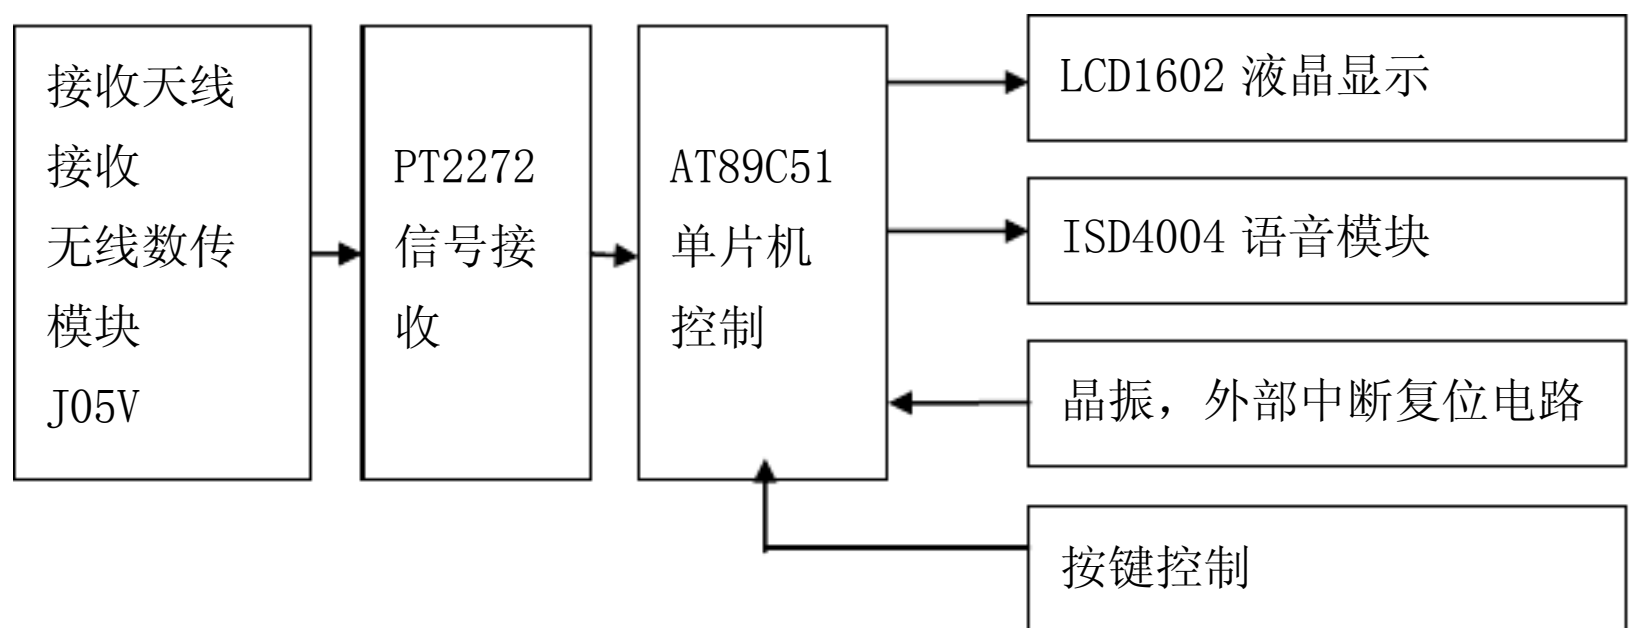 接收天线
接收
无线数传
模块
J05V
PT2272
信号接
收
AT89C51
单片机
控制
LCD1602 液晶显示
ISD4004 语音模块
晶振，外部中断复位电路
按键控制